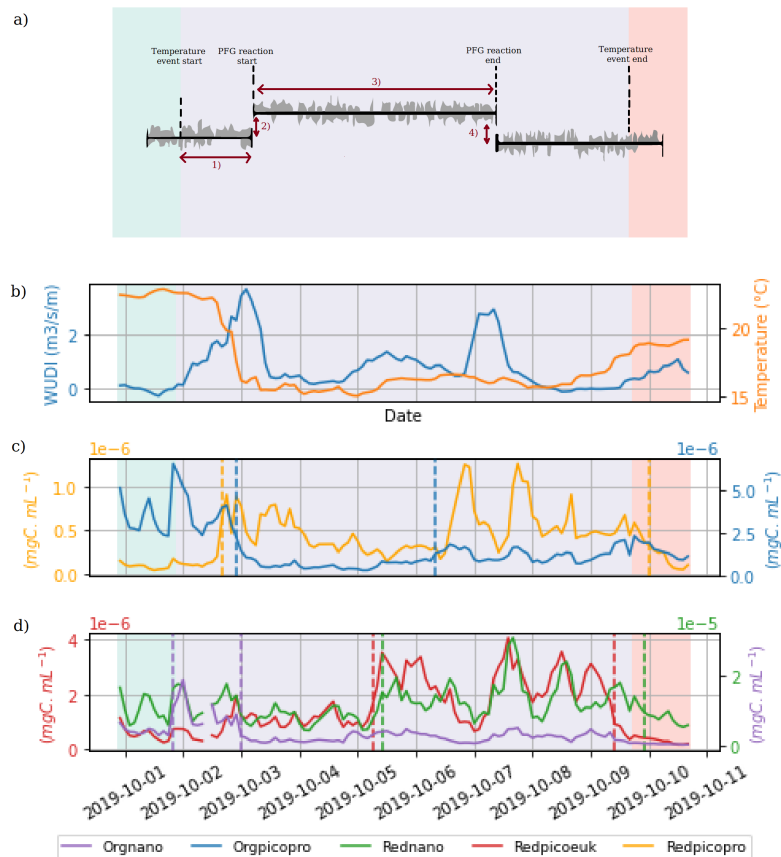 a)
Temperature
event start
PFG reaction
start
PFG reaction
end
Temperature
event end
3)
2)
4)
1)
b)
WUDI (m3/s/m)
2
0
20
15
Temperature (°C)
Date
c)
1e−6
1e−6
(mgC. mL⁻¹)
1.0
0.5
0.0
5.0
2.5
0.0
(mgC. mL⁻¹)
d)
1e−6
1e−5
(mgC. mL⁻¹)
4
2
0
2
0
(mgC. mL⁻¹)
2019-10-01
2019-10-02
2019-10-03
2019-10-04
2019-10-05
2019-10-06
2019-10-07
2019-10-08
2019-10-09
2019-10-10
2019-10-11
Orgnano Orgpicopro Rednano Redpicoeuk Redpicopro